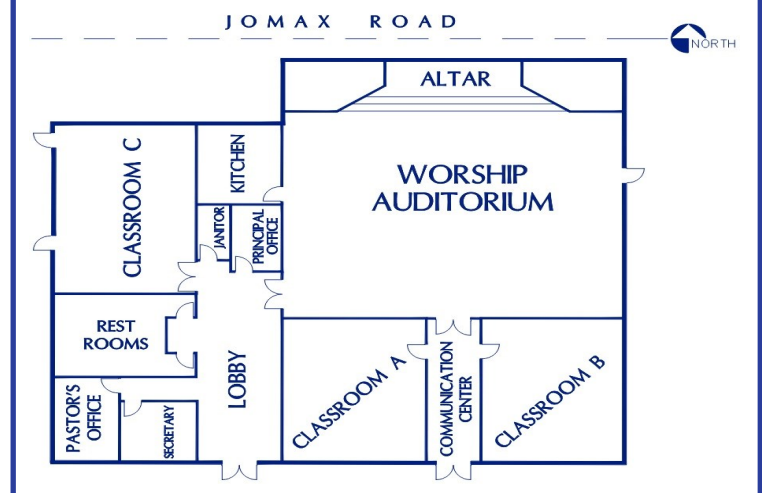 JOMAX ROAD
NORTH
ALTAR
CLASSROOM C
KITCHEN
WORSHIP
AUDITORIUM
JANITOR
PRINCIPAL
OFFICE
REST
ROOMS
LOBBY
PASTOR'S
OFFICE
SECRETARY
CLASSROOM A
COMMUNICATION
CENTER
CLASSROOM B